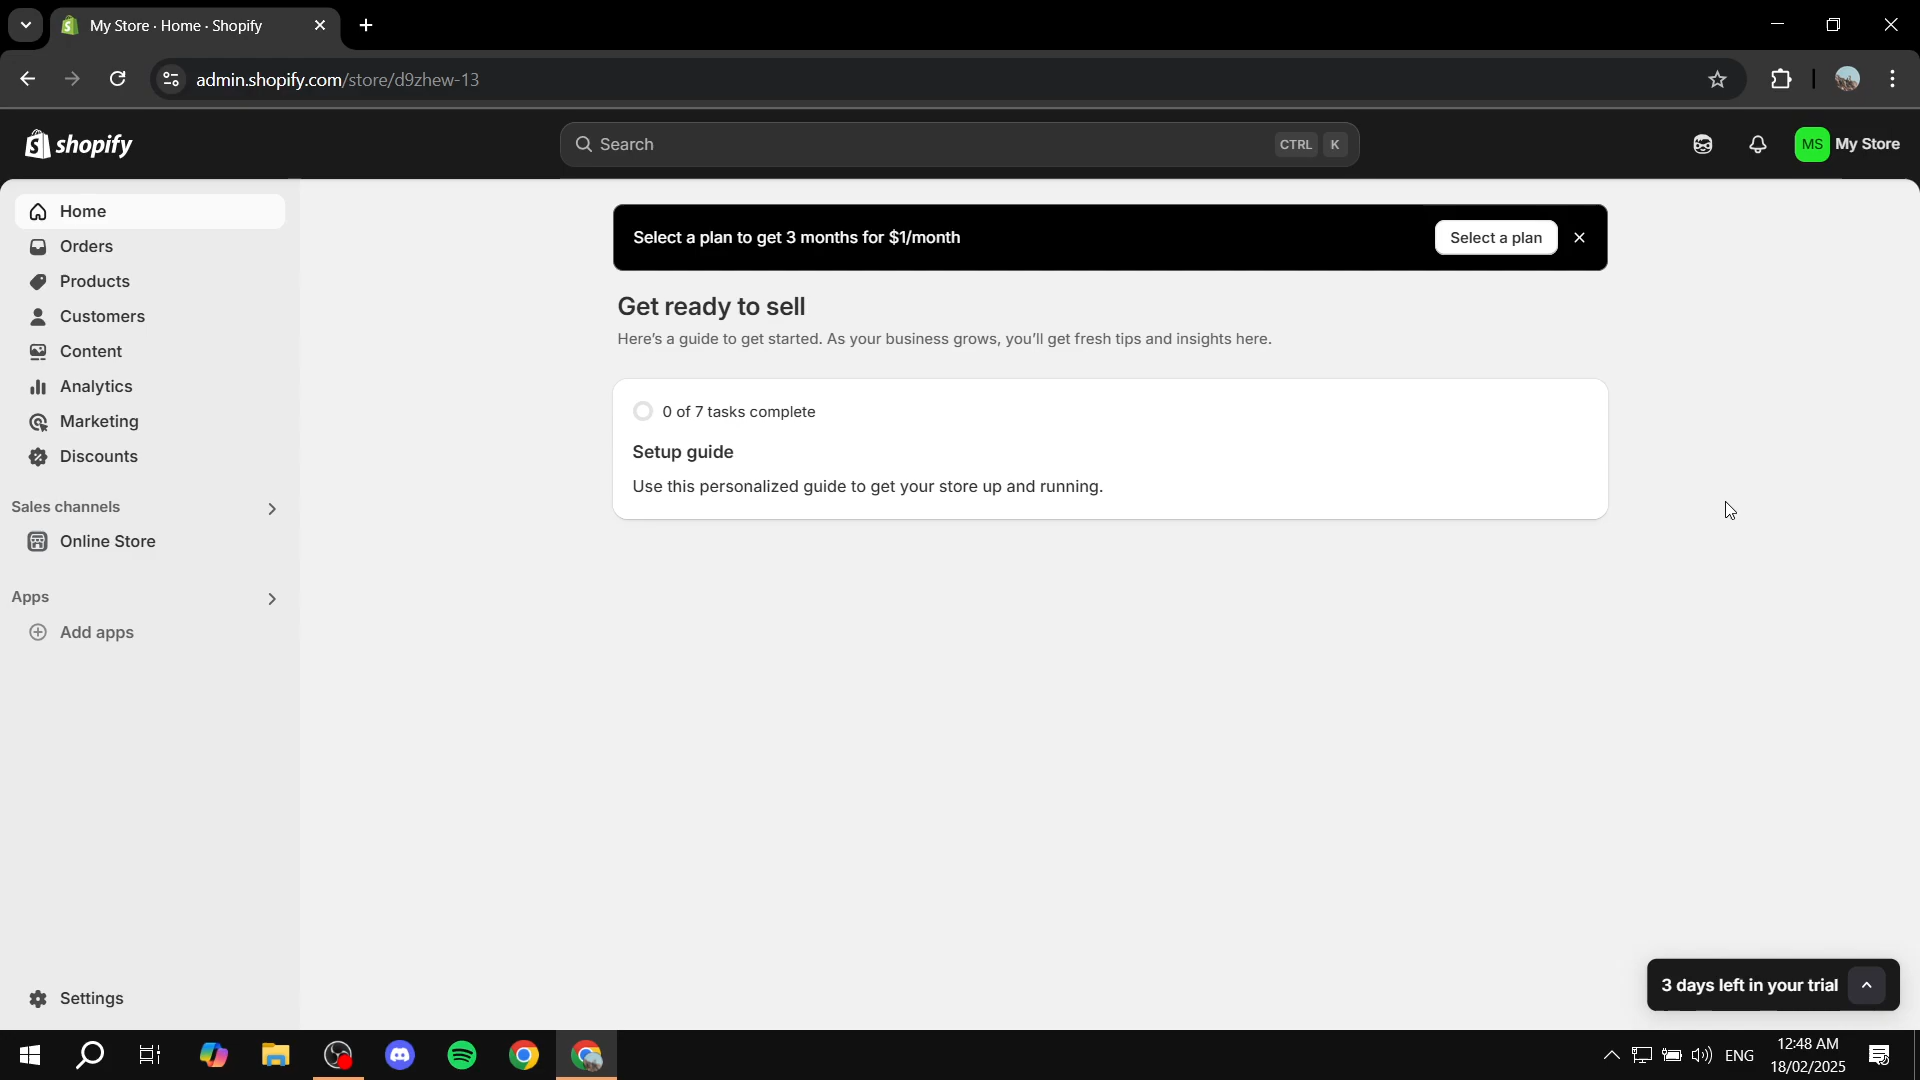 My Store · Home · Shopify
admin.shopify.com/store/d9zhew-13
shopify
Search
CTRL K
MS My Store
Home
Orders
Products
Customers
Content
Analytics
Marketing
Discounts
Sales channels
Online Store
Apps
Add apps
Settings
Select a plan to get 3 months for $1/month
Select a plan
Get ready to sell
Here's a guide to get started. As your business grows, you'll get fresh tips and insights here.
0 of 7 tasks complete
Setup guide
Use this personalized guide to get your store up and running.
3 days left in your trial
ENG
12:48 AM
18/02/2025